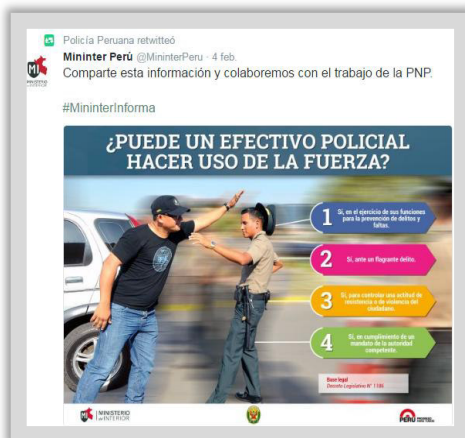 Policía Peruana retwitteó
Mininter Perú @MininterPeru · 4 feb.
Comparte esta información y colaboremos con el trabajo de la PNP.
#MininterInforma
¿PUEDE UN EFECTIVO POLICIAL
HACER USO DE LA FUERZA?
1
Sí, en el ejercicio de sus funciones
para la prevención de delitos y
faltas.
2
Sí, ante un flagrante delito.
3
Sí, para controlar una actitud de
resistencia o de violencia del
ciudadano.
4
Sí, en cumplimiento de un
mandato de la autoridad
competente.
Base legal
Decreto Legislativo N° 1186
MINISTERIO
DEL INTERIOR
PERÚ